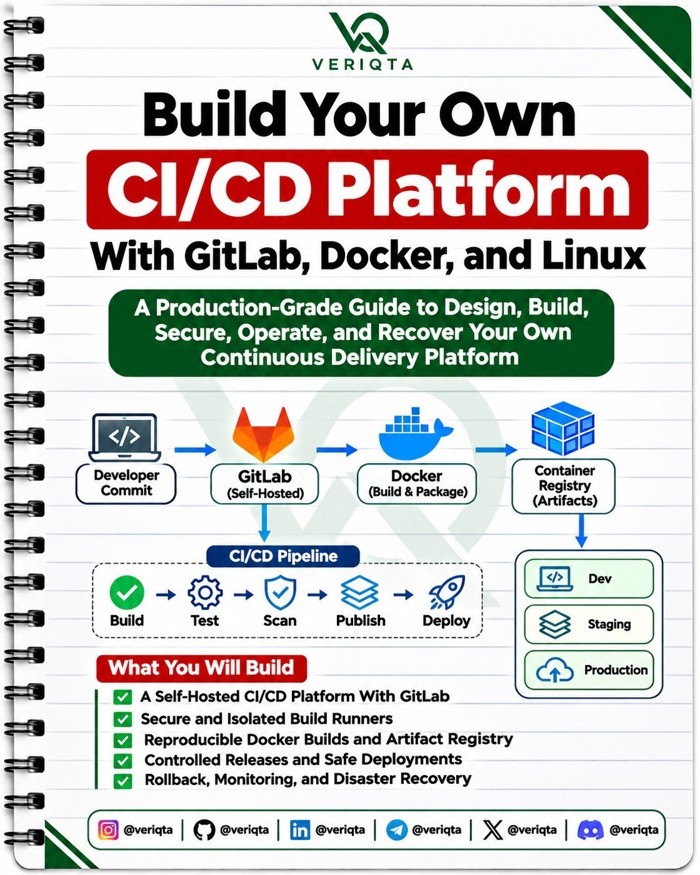 VERIQTA
Build Your Own
CI/CD Platform
With GitLab, Docker, and Linux
A Production-Grade Guide to Design, Build,
Secure, Operate, and Recover Your Own
Continuous Delivery Platform
</>
Developer
Commit
GitLab
(Self-Hosted)
Docker
(Build & Package)
Container
Registry
(Artifacts)
CI/CD Pipeline
Build
Test
Scan
Publish
Deploy
</>
Dev
Staging
Production
What You Will Build
A Self-Hosted CI/CD Platform With GitLab
Secure and Isolated Build Runners
Reproducible Docker Builds and Artifact Registry
Controlled Releases and Safe Deployments
Rollback, Monitoring, and Disaster Recovery
@veriqta | @veriqta | @veriqta | @veriqta | @veriqta | @veriqta